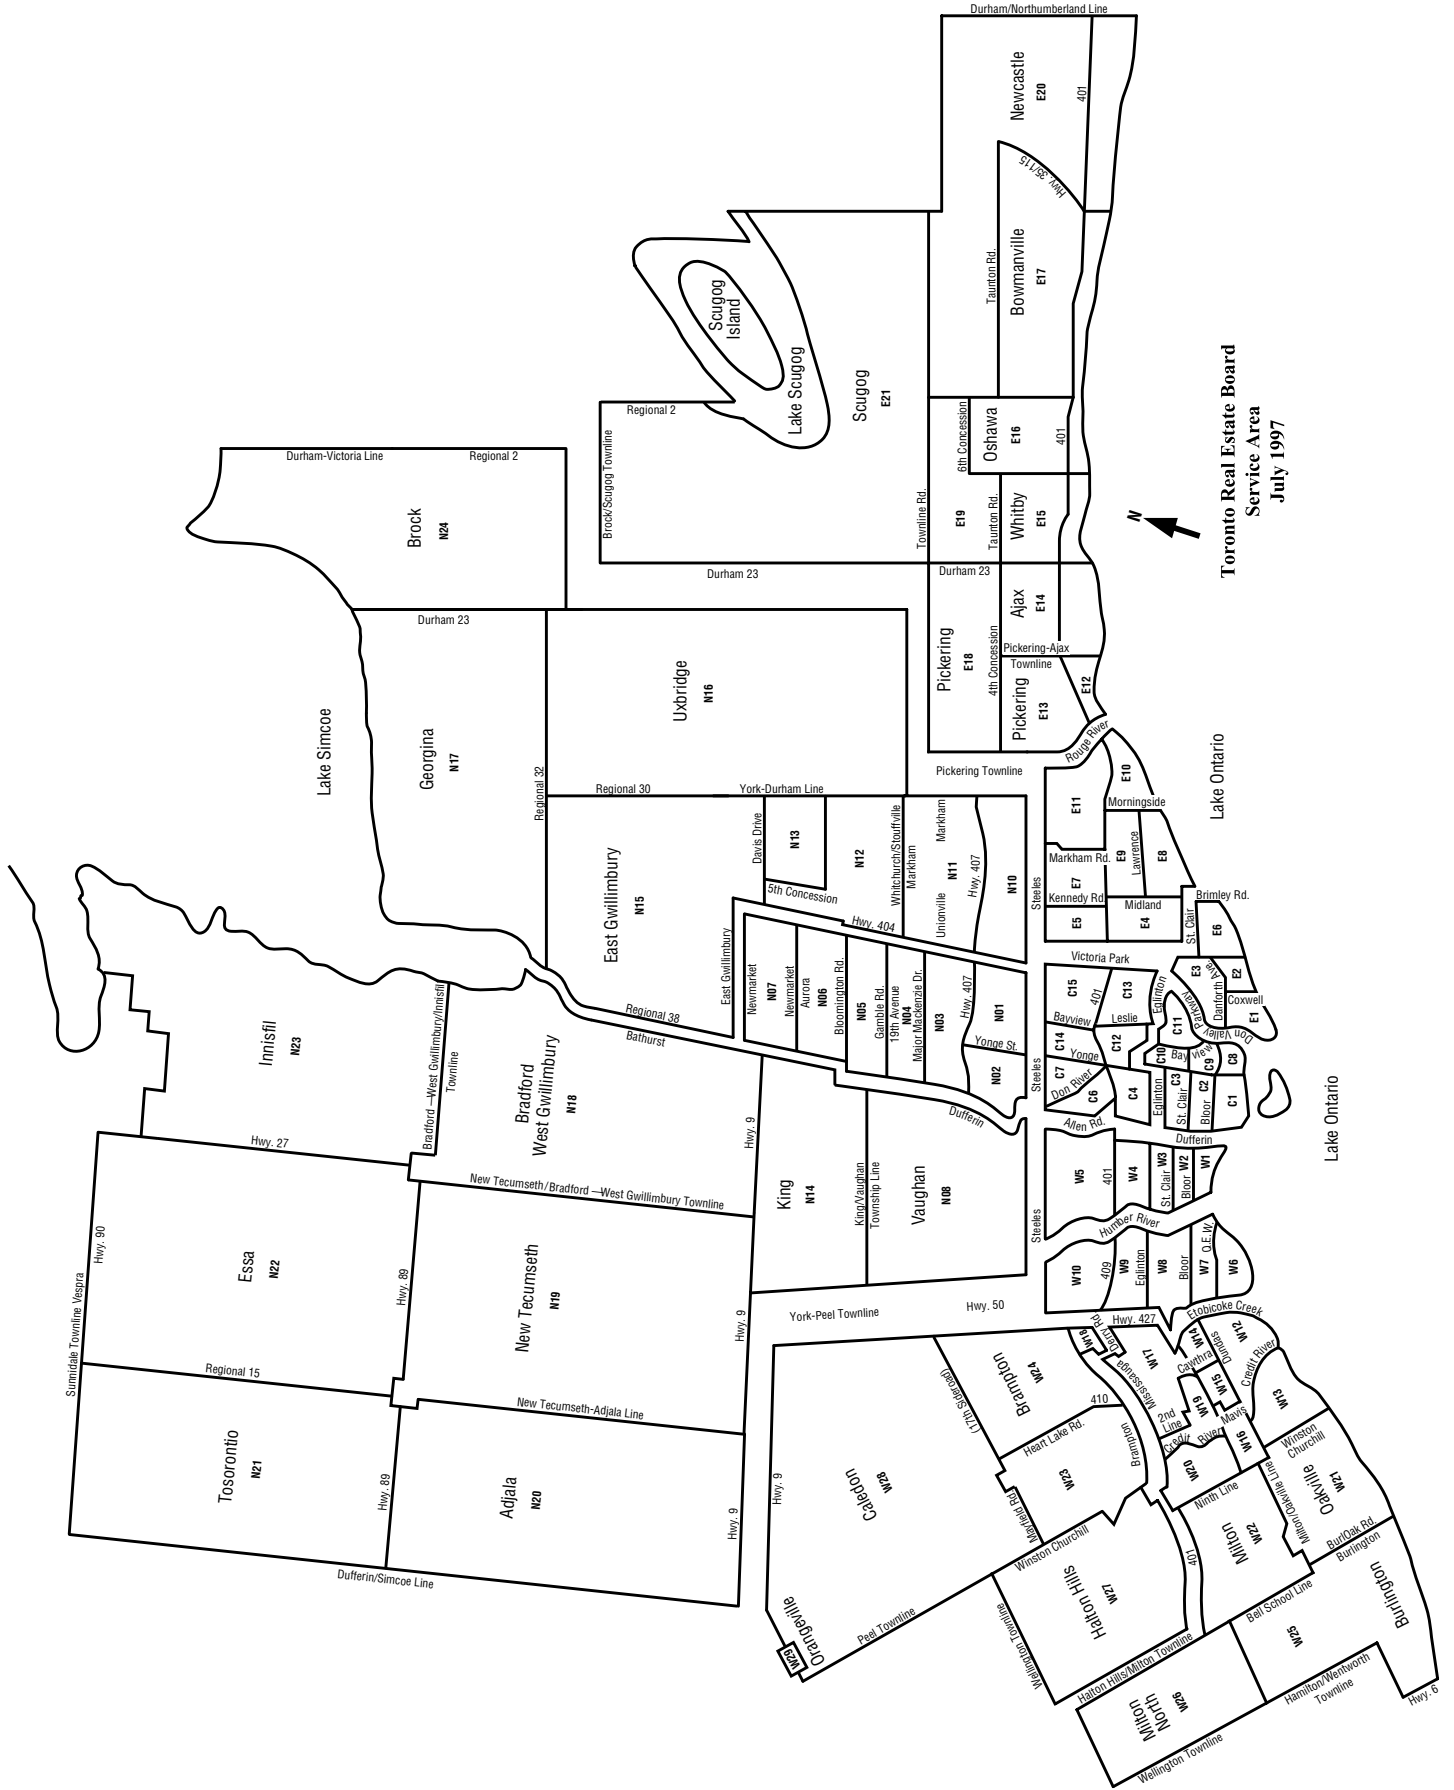 Durham/Northumberland Line
Newcastle
E20
401
Hwy. 35/115
Taunton Rd.
Bowmanville
E17
Scugog
Island
Lake Scugog
Scugog
E21
Regional 2
Brock/Scugog Townline
6th Concession
Oshawa
E16
401
Townline Rd.
E19
Taunton Rd.
Whitby
E15
Durham 23
Durham 23
Durham-Victoria Line
Regional 2
Brock
N24
Toronto Real Estate Board
Service Area
July 1997
N
Pickering
E18
4th Concession
Ajax
E14
Pickering-Ajax
Townline
Pickering
E13
E12
Rouge River
Pickering Townline
Durham 23
Lake Simcoe
Georgina
N17
Regional 32
Uxbridge
N16
Regional 30
York-Durham Line
East Gwillimbury
N15
Davis Drive
N13
5th Concession
N12
Whitchurch/Stouffville
Markham
Unionville
N11
Markham
Hwy. 407
N10
Hwy. 404
Steeles
East Gwillimbury
Newmarket
N07
Newmarket
Aurora
N06
Bloomington Rd.
N05
Gamble Rd.
19th Avenue
N04
Major Mackenzie Dr.
N03
Hwy. 407
N01
Yonge St.
N02
Steeles
Regional 38
Bathurst
Dufferin
Innisfil
N23
Bradford —West Gwillimbury/Innisfil
Townline
Bradford
West Gwillimbury
N18
Hwy. 27
New Tecumseth/Bradford —West Gwillimbury Townline
Hwy. 9
King
N14
King/Vaughan
Township Line
Vaughan
N08
Steeles
York-Peel Townline
Hwy. 50
Hwy. 90
Sunnidale Townline Vespra
Essa
N22
Hwy. 89
New Tecumseth
N19
Hwy. 9
Regional 15
New Tecumseth-Adjala Line
Tosorontio
N21
Hwy. 89
Adjala
N20
Hwy. 9
Dufferin/Simcoe Line
E11
E10
Morningside
Markham Rd.
E9
Lawrence
E8
E7
Kennedy Rd.
Midland
E5
E4
Brimley Rd.
St. Clair
E6
Lake Ontario
Victoria Park
C15
401
C13
Eglinton
E3
Danforth Ave.
E2
Coxwell
E1
Don Valley Parkway
C11
Leslie
Bayview
C14
Yonge
C12
C10
Bay view
C9
C8
C7
Don River
C6
C4
Eglinton
C3
St. Clair
C2
Bloor
C1
Allen Rd.
Dufferin
Lake Ontario
W5
401
W4
W3
St. Clair
W2
Bloor
W1
Humber River
W10
409
W9
Eglinton
W8
Bloor
W7
Q.E.W.
W6
Hwy. 427
Etobicoke Creek
W18
Derry Rd
W17
Mississauga
W14
Cawthra
Dundas
W12
W15
W19
2nd
Line
Credit River
Credit River
Mavis
W13
W16
W20
Winston
Churchill
Oakville
W21
Milton/Oakville Line
Ninth Line
Milton
W22
BurlOak Rd.
Burlington
Burlington
Hwy. 9
Caledon
W28
(17th Sideroad)
Brampton
W24
410
Brampton
Heart Lake Rd.
W23
Mayfield Rd
Winston Churchill
Orangeville
W29
Peel Townline
Wellington Townline
Halton Hills
W27
401
Halton Hills/Milton Townline
Bell School Line
W25
Milton
North
W26
Wellington Townline
Hamilton/Wentworth
Townline
Hwy. 6